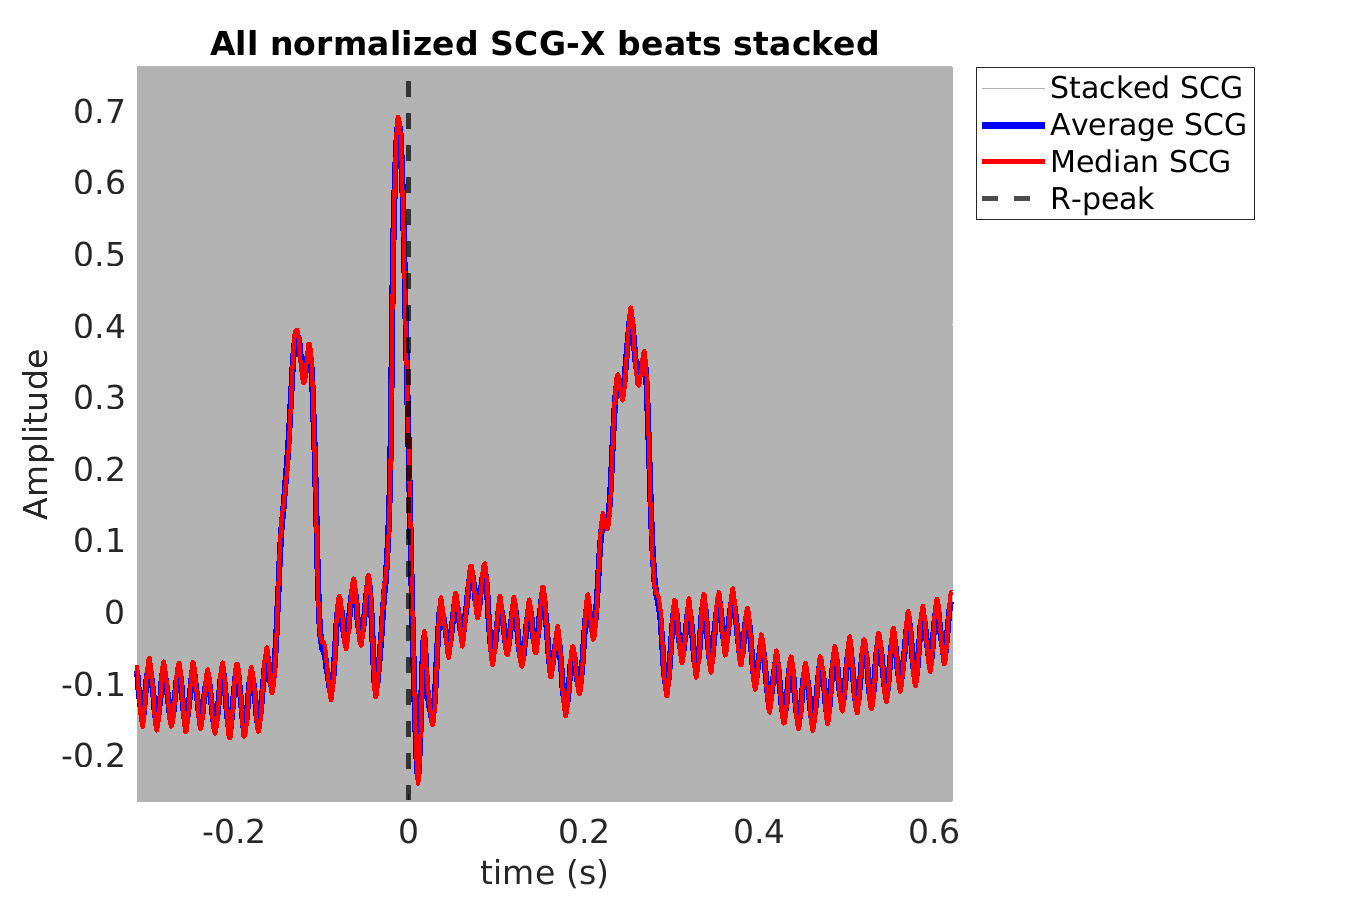 All normalized SCG-X beats stacked
Stacked SCG
Average SCG
Median SCG
R-peak
0.7
0.6
0.5
0.4
0.3
0.2
0.1
0
-0.1
-0.2
Amplitude
-0.2 0 0.2 0.4 0.6
time (s)